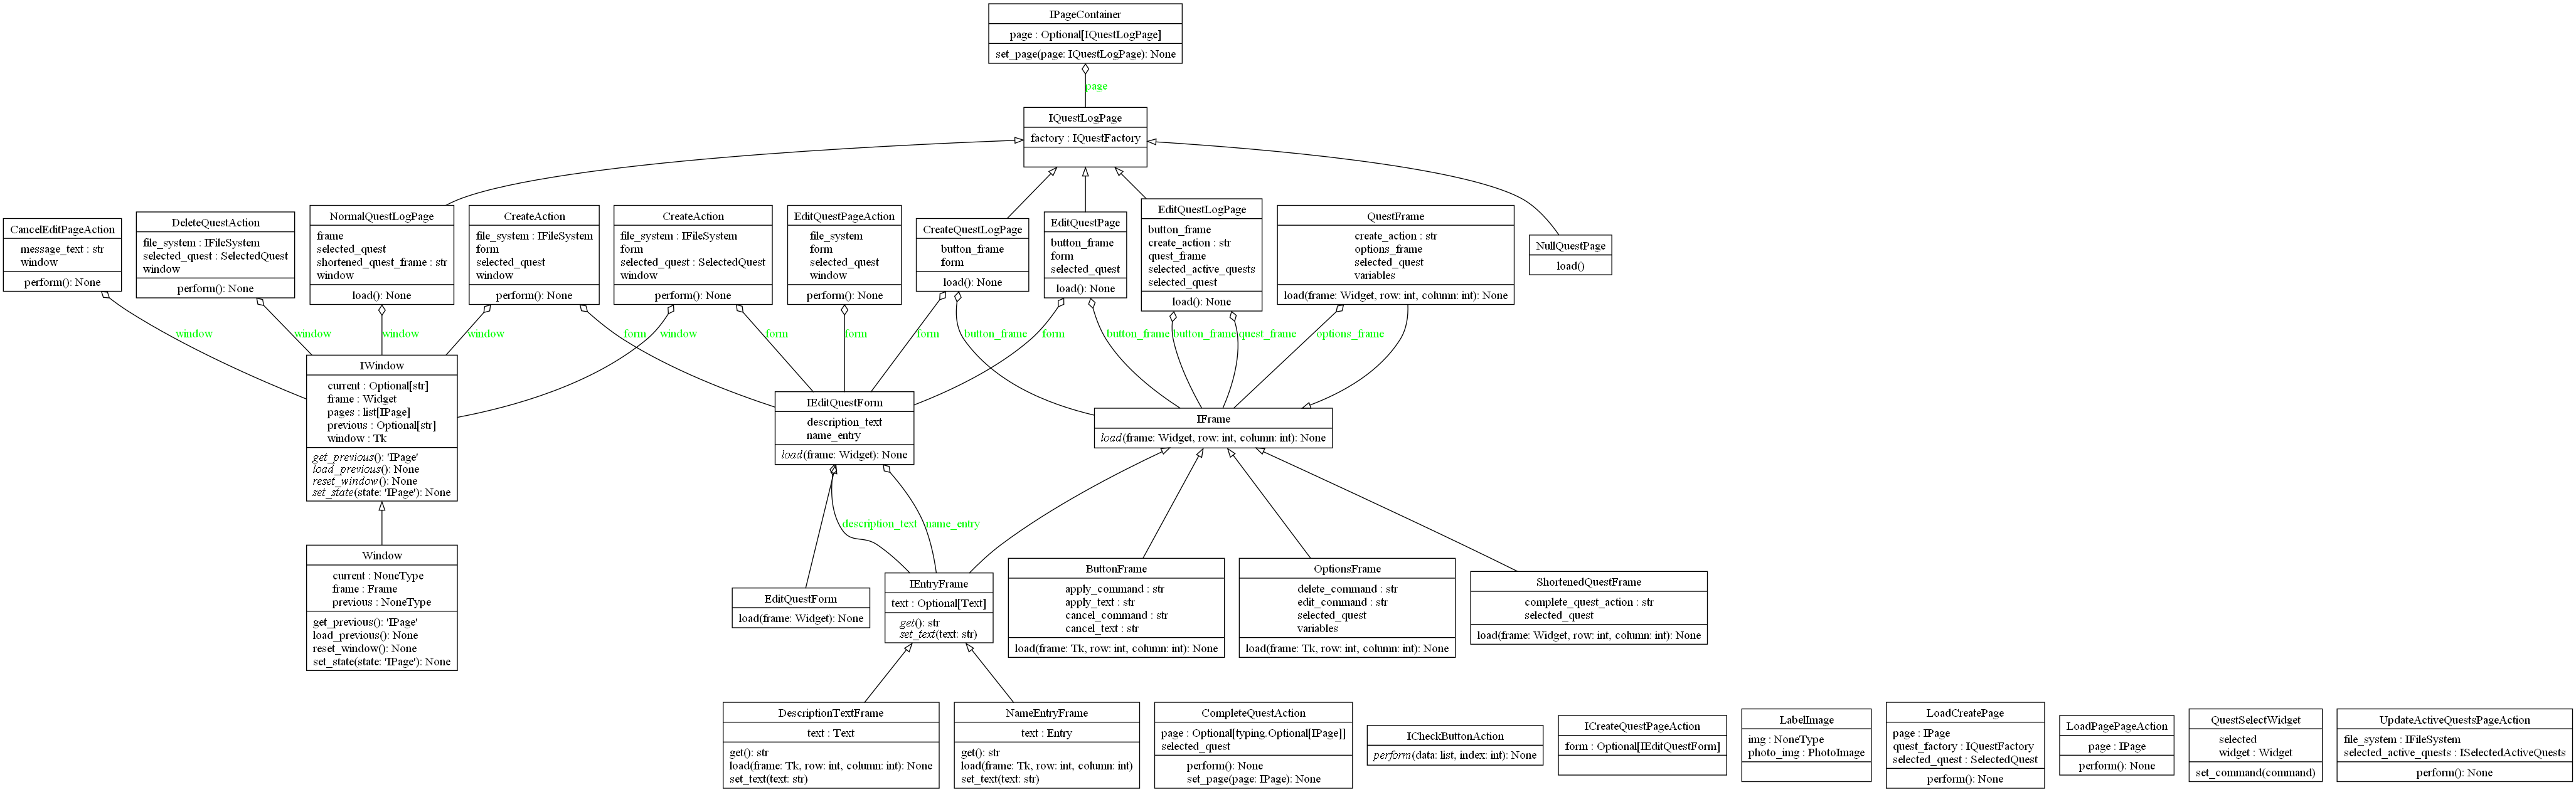 IPageContainer
page : Optional[IQuestLogPage]
set_page(page: IQuestLogPage): None
page
IQuestLogPage
factory : IQuestFactory
CancelEditPageAction
message_text : str
window
perform(): None
DeleteQuestAction
file_system : IFileSystem
selected_quest : SelectedQuest
window
perform(): None
NormalQuestLogPage
frame
selected_quest
shortened_quest_frame : str
window
load(): None
CreateAction
file_system : IFileSystem
form
selected_quest
window
perform(): None
CreateAction
file_system : IFileSystem
form
selected_quest : SelectedQuest
window
perform(): None
EditQuestPageAction
file_system
form
selected_quest
window
perform(): None
CreateQuestLogPage
button_frame
form
load(): None
EditQuestPage
button_frame
form
selected_quest
load(): None
EditQuestLogPage
button_frame
create_action : str
quest_frame
selected_active_quests
selected_quest
load(): None
QuestFrame
create_action : str
options_frame
selected_quest
variables
load(frame: Widget, row: int, column: int): None
NullQuestPage
load()
window
window
window
window
form
window
form
form
form
button_frame
form
button_frame
button_frame
quest_frame
options_frame
IWindow
current : Optional[str]
frame : Widget
pages : list[IPage]
previous : Optional[str]
window : Tk
get_previous(): 'IPage'
load_previous(): None
reset_window(): None
set_state(state: 'IPage'): None
IEditQuestForm
description_text
name_entry
load(frame: Widget): None
IFrame
load(frame: Widget, row: int, column: int): None
description_text
name_entry
Window
current : NoneType
frame : Frame
previous : NoneType
get_previous(): 'IPage'
load_previous(): None
reset_window(): None
set_state(state: 'IPage'): None
EditQuestForm
load(frame: Widget): None
IEntryFrame
text : Optional[Text]
get(): str
set_text(text: str)
ButtonFrame
apply_command : str
apply_text : str
cancel_command : str
cancel_text : str
load(frame: Tk, row: int, column: int): None
OptionsFrame
delete_command : str
edit_command : str
selected_quest
variables
load(frame: Tk, row: int, column: int): None
ShortenedQuestFrame
complete_quest_action : str
selected_quest
load(frame: Widget, row: int, column: int): None
DescriptionTextFrame
text : Text
get(): str
load(frame: Tk, row: int, column: int): None
set_text(text: str)
NameEntryFrame
text : Entry
get(): str
load(frame: Tk, row: int, column: int)
set_text(text: str)
CompleteQuestAction
page : Optional[typing.Optional[IPage]]
selected_quest
perform(): None
set_page(page: IPage): None
ICheckButtonAction
perform(data: list, index: int): None
ICreateQuestPageAction
form : Optional[IEditQuestForm]
LabelImage
img : NoneType
photo_img : PhotoImage
LoadCreatePage
page : IPage
quest_factory : IQuestFactory
selected_quest : SelectedQuest
perform(): None
LoadPagePageAction
page : IPage
perform(): None
QuestSelectWidget
selected
widget : Widget
set_command(command)
UpdateActiveQuestsPageAction
file_system : IFileSystem
selected_active_quests : ISelectedActiveQuests
perform(): None